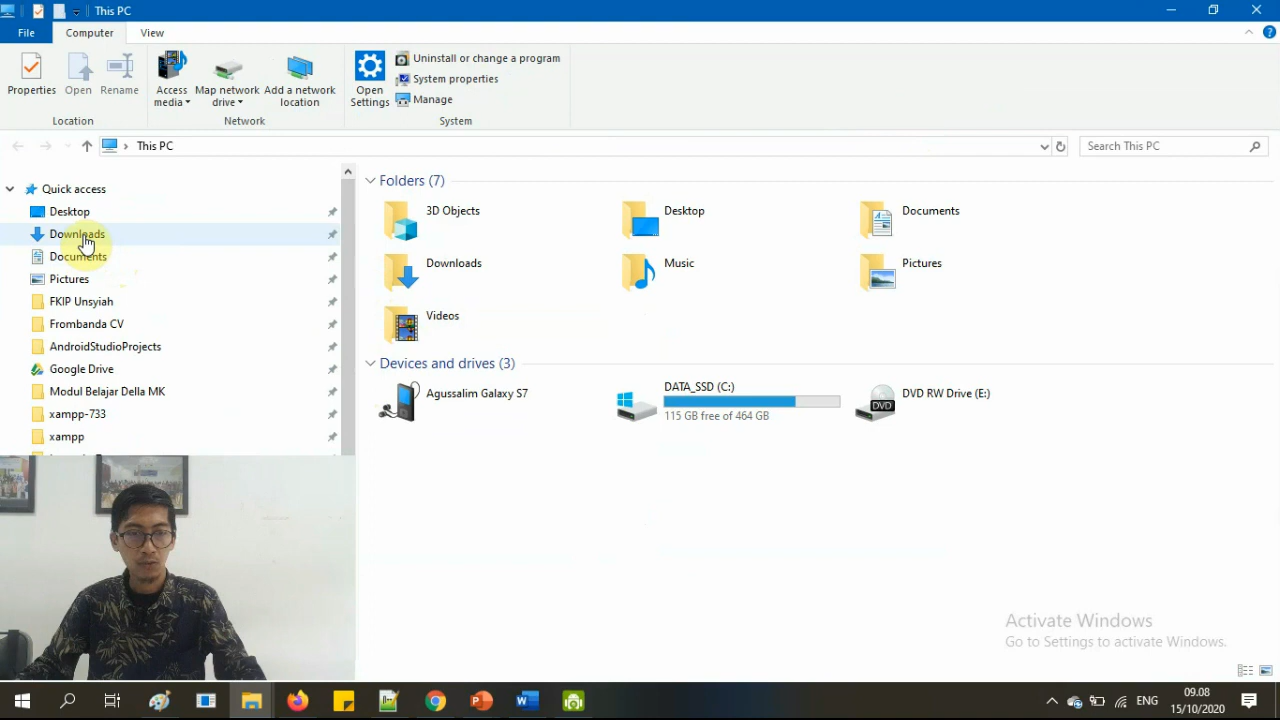 This PC
File
Computer
View
Properties
Open
Rename
Access media
Map network drive
Add a network location
Open Settings
Uninstall or change a program
System properties
Manage
Location
Network
System
This PC
Search This PC
Quick access
Desktop
Downloads
Documents
Pictures
FKIP Unsyiah
Frombanda CV
AndroidStudioProjects
Google Drive
Modul Belajar Della MK
xampp-733
xampp
Folders (7)
3D Objects
Desktop
Documents
Downloads
Music
Pictures
Videos
Devices and drives (3)
Agussalim Galaxy S7
DATA_SSD (C:)
115 GB free of 464 GB
DVD RW Drive (E:)
DVD
Activate Windows
Go to Settings to activate Windows.
ENG
09.08
15/10/2020